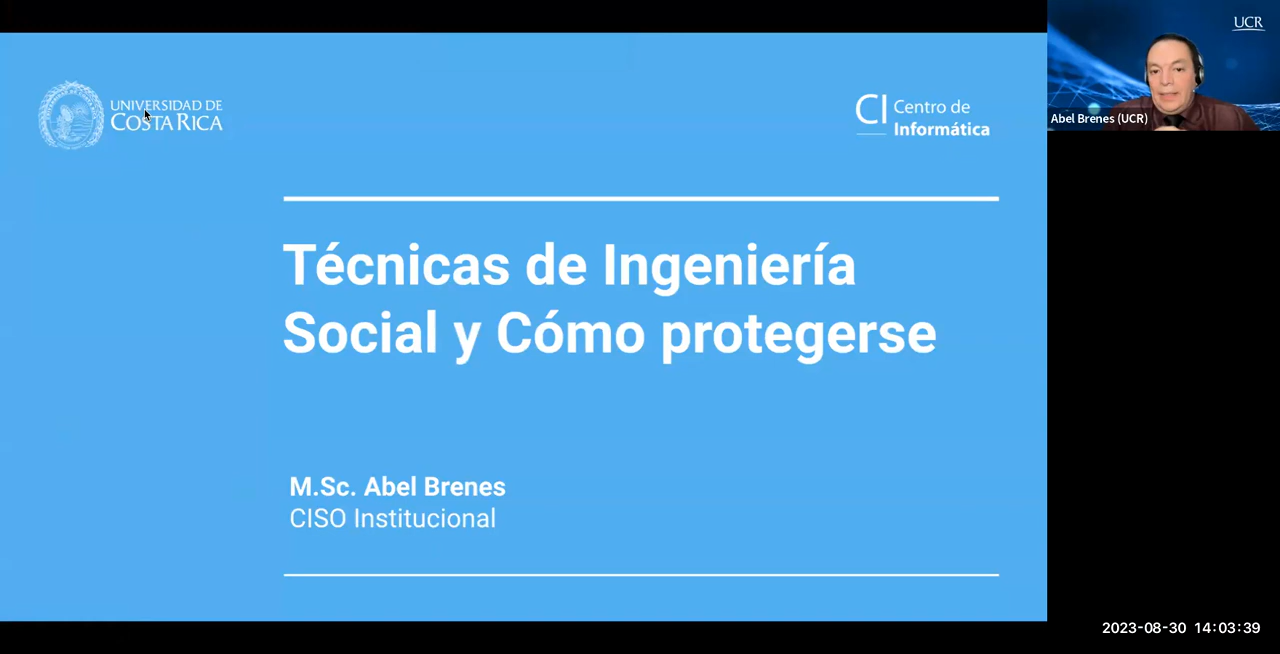 UNIVERSIDAD DE
COSTA RICA
CI Centro de
Informática
Técnicas de Ingeniería
Social y Cómo protegerse
M.Sc. Abel Brenes
CISO Institucional
UCR
Abel Brenes (UCR)
2023-08-30 14:03:39